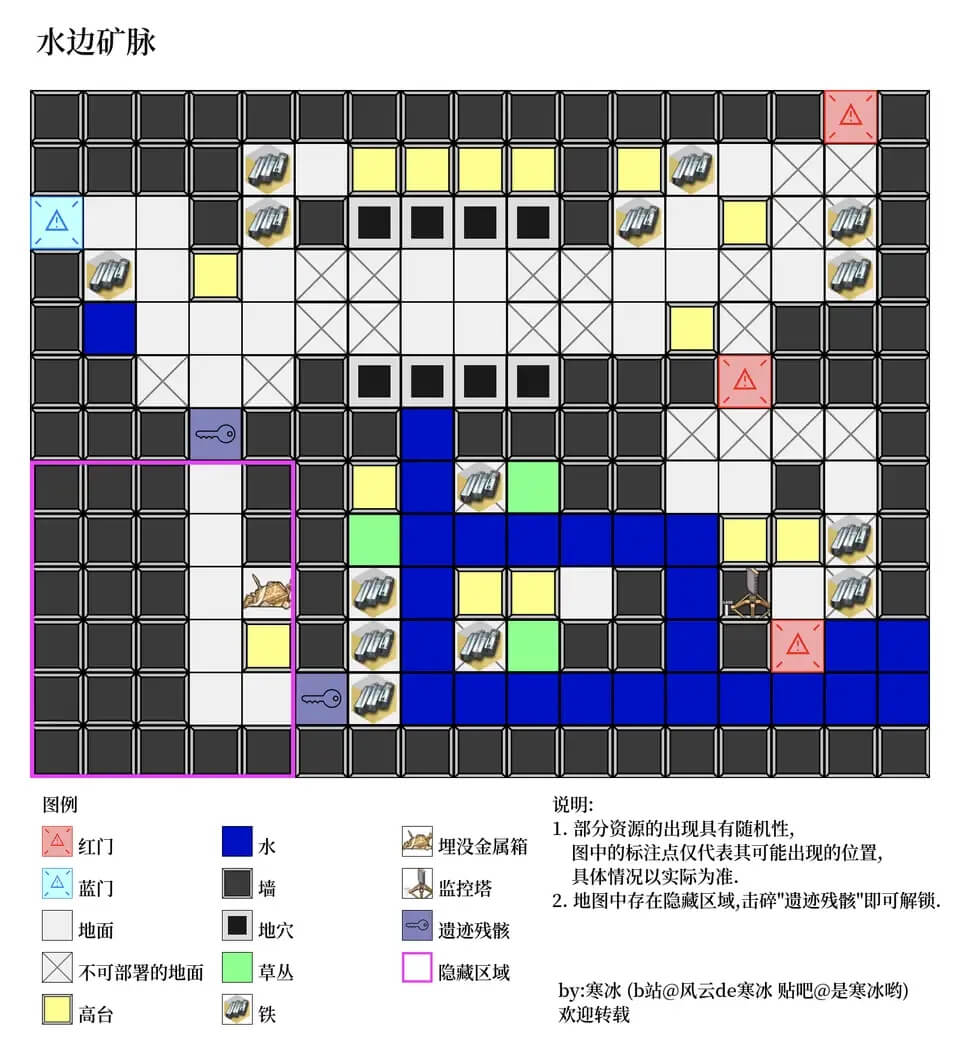 水边矿脉
图例
红门
蓝门
地面
不可部署的地面
高台
水
墙
地穴
草丛
铁
埋没金属箱
监控塔
遗迹残骸
隐藏区域
说明:
1. 部分资源的出现具有随机性,
图中的标注点仅代表其可能出现的位置,
具体情况以实际为准.
2. 地图中存在隐藏区域,击碎"遗迹残骸"即可解锁.
by:寒冰 (b站@风云de寒冰 贴吧@是寒冰哟)
欢迎转载